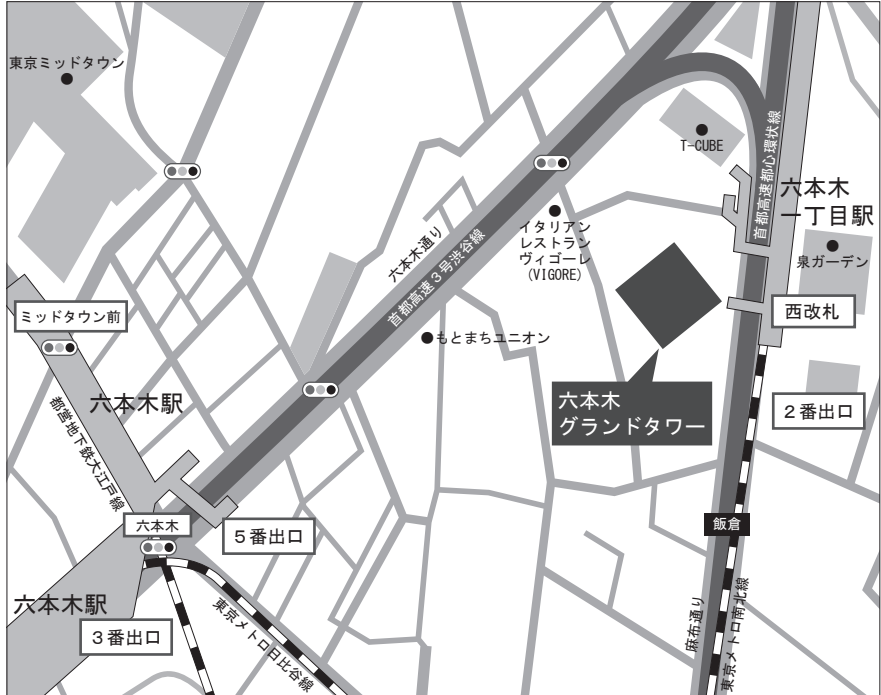 東京ミッドタウン
T-CUBE
首都高速都心環状線
六本木
一丁目駅
イタリアン
レストラン
ヴィゴーレ
(VIGORE)
泉ガーデン
六本木通り
首都高速3号渋谷線
ミッドタウン前
西改札
もとまちユニオン
六本木駅
都営地下鉄大江戸線
六本木
グランドタワー
2番出口
六本木
5番出口
飯倉
六本木駅
3番出口
東京メトロ日比谷線
麻布通り
東京メトロ南北線